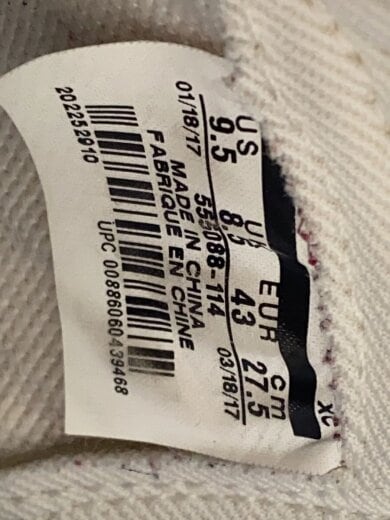 XC
US UK EUR cm
9.5 8.5 43 27.5
01/18/17 03/18/17
555088-114
MADE IN CHINA
FABRIQUE EN CHINE
UPC 00886060439468
202252910